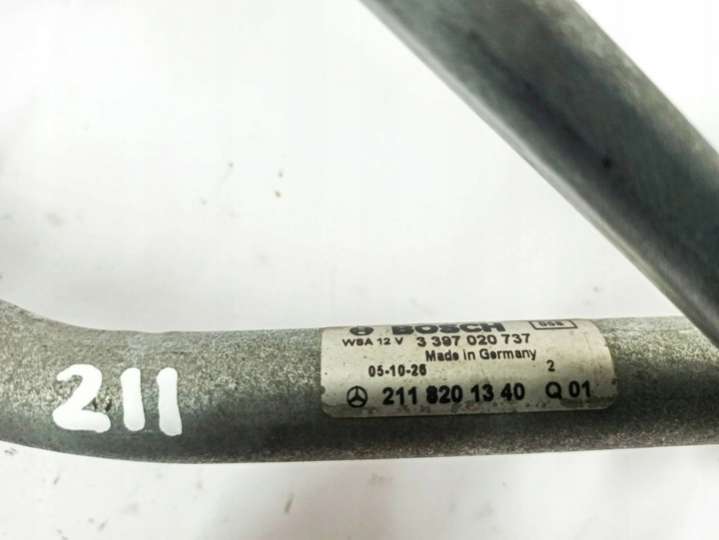 BOSCH
WSA 12 V 3 397 020 737
Made in Germany
05-10-26 2
211 820 13 40 Q 01
211